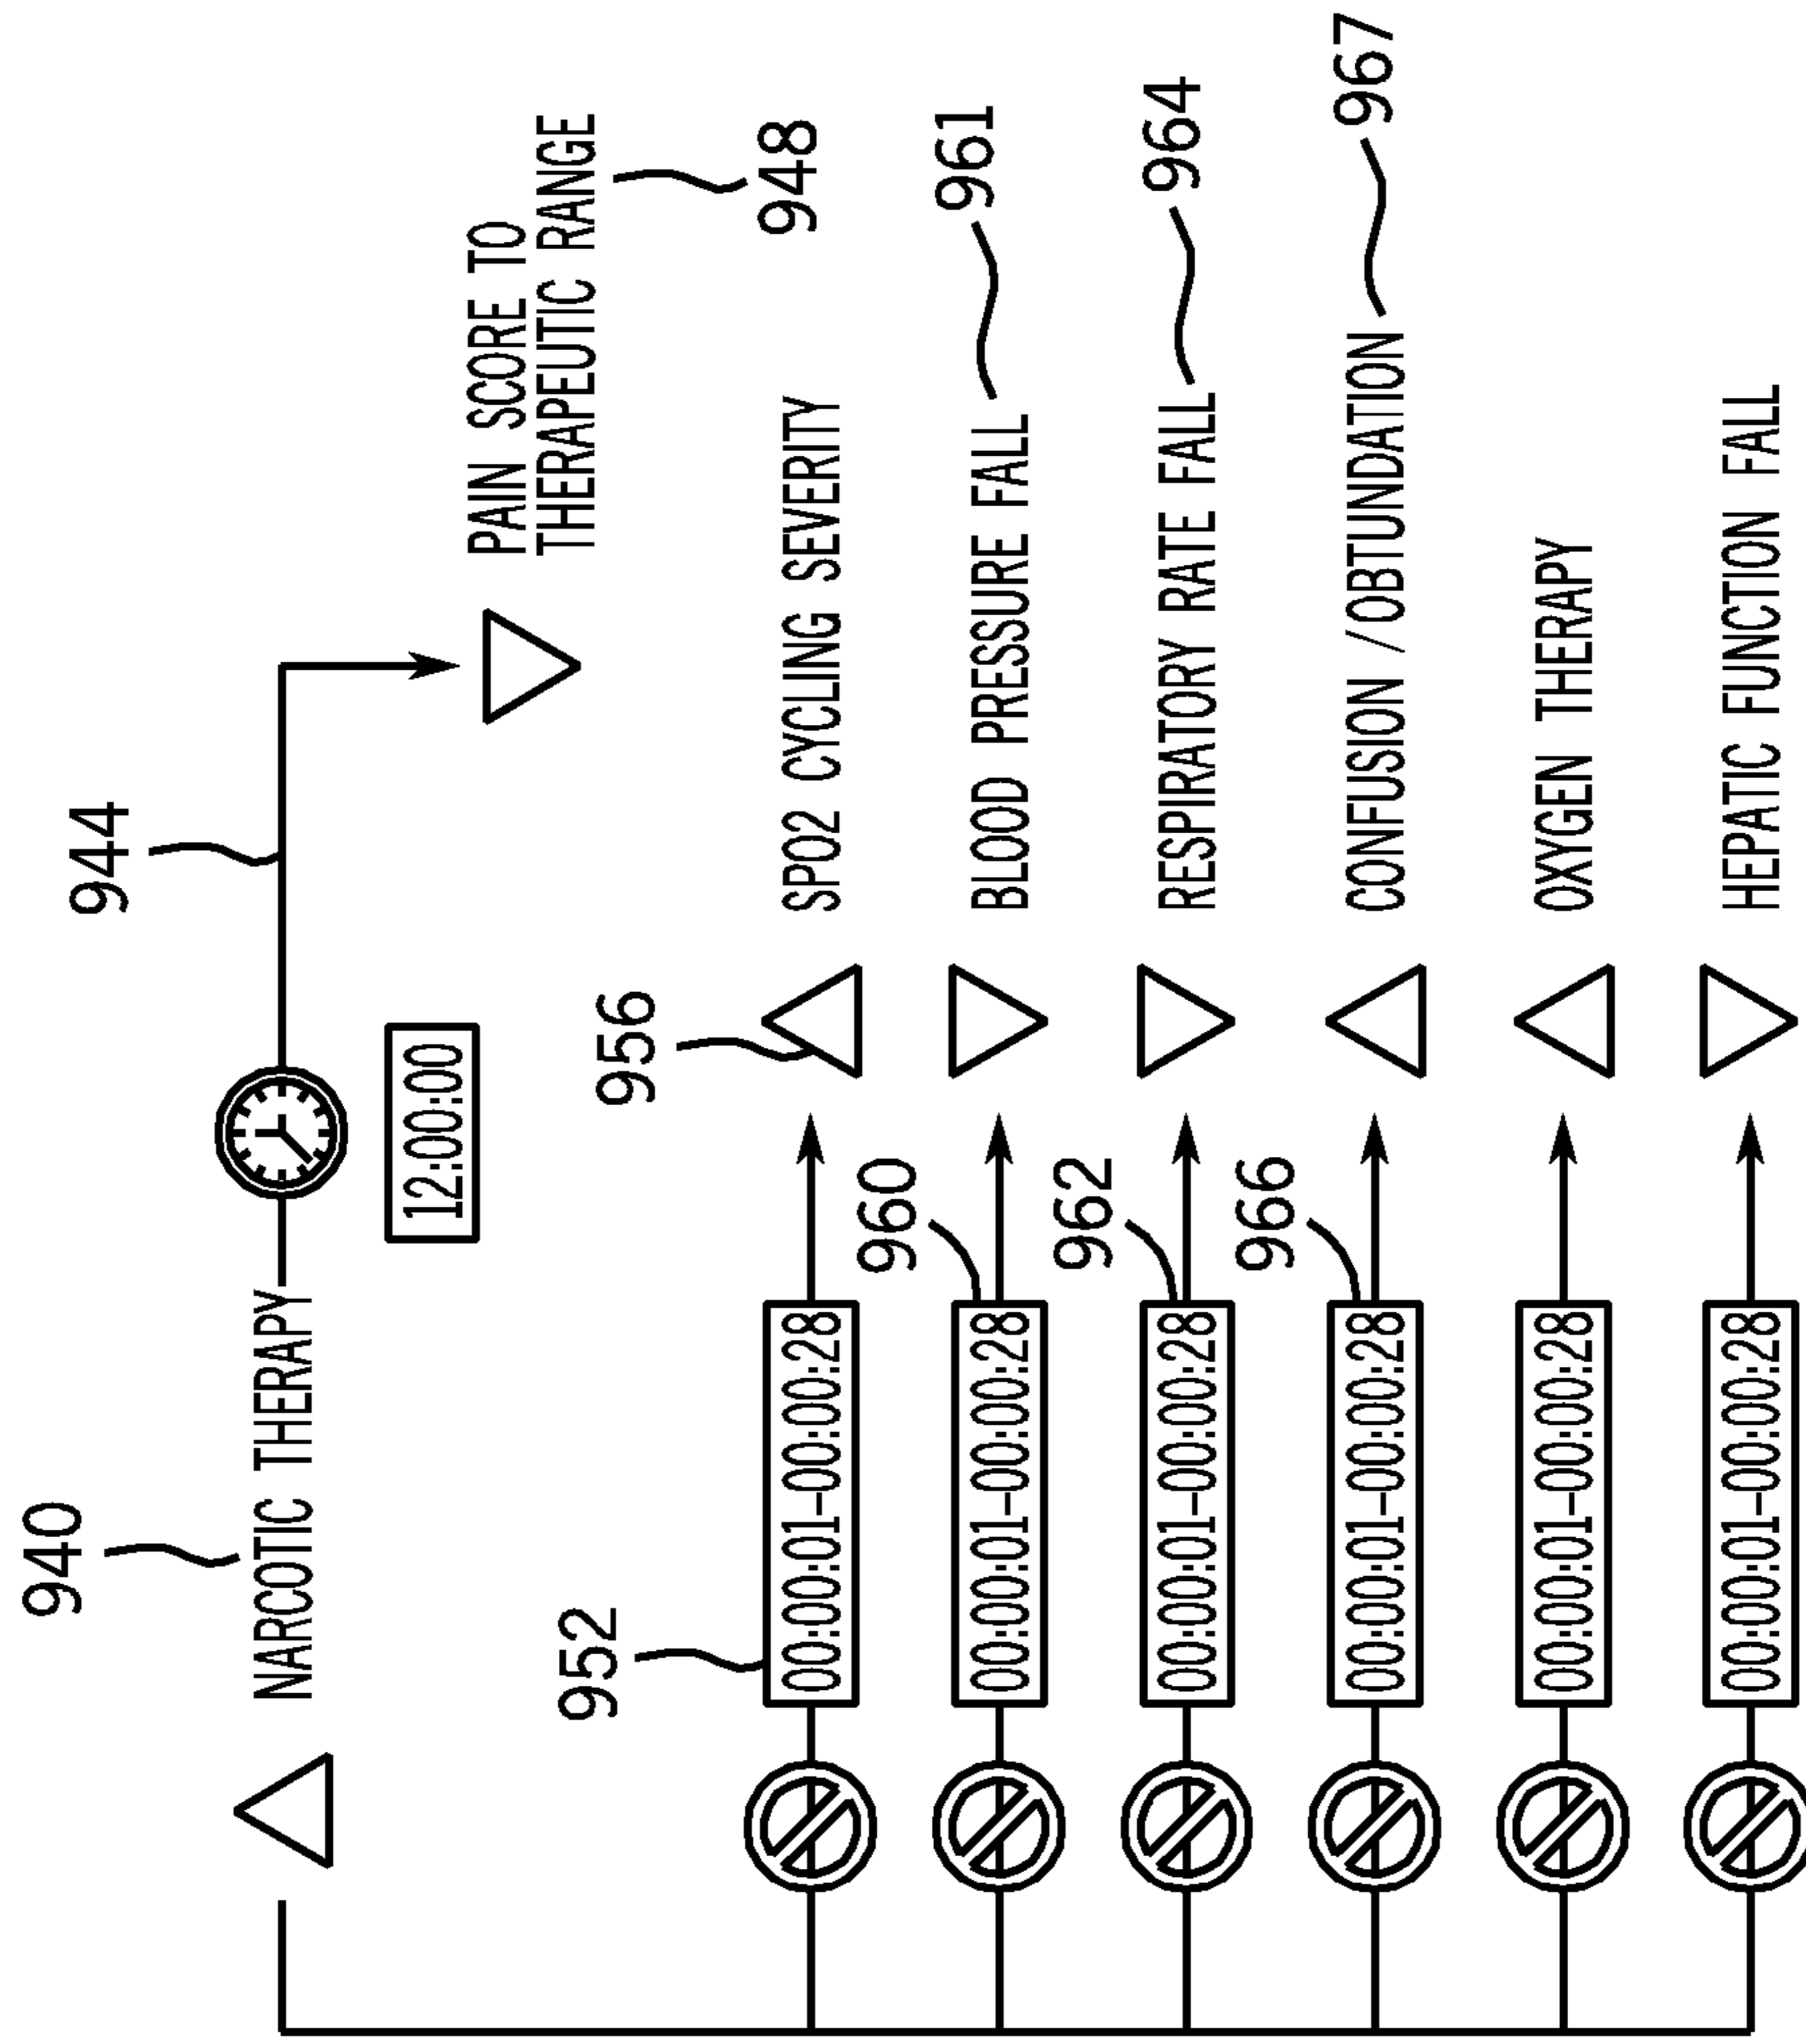 940
944
NARCOTIC THERAPY
12:00:00
PAIN SCORE TO
THERAPEUTIC RANGE
948
952
956
00:00:01–00:00:28 SPO2 CYCLING SEVERITY
960
961
00:00:01–00:00:28 BLOOD PRESSURE FALL
962
964
00:00:01–00:00:28 RESPIRATORY RATE FALL
966
967
00:00:01–00:00:28 CONFUSION /OBTUNDATION
00:00:01–00:00:28 OXYGEN THERAPY
00:00:01–00:00:28 HEPATIC FUNCTION FALL